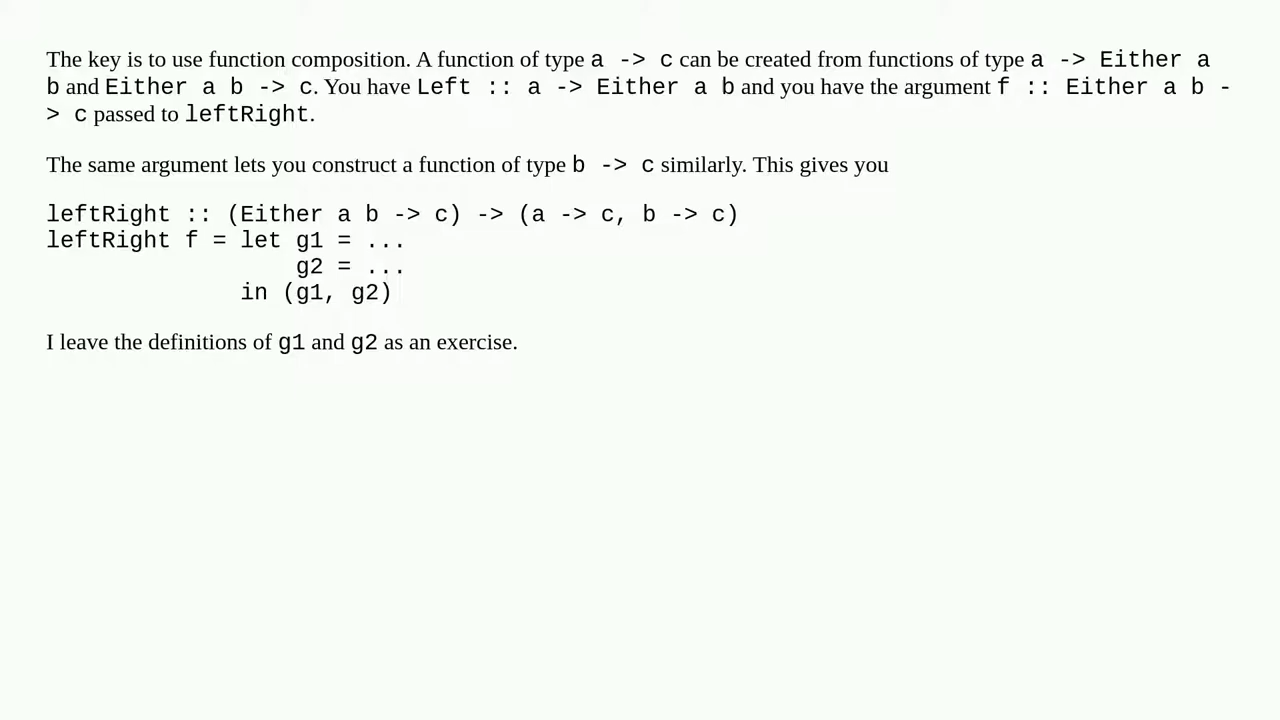 The key is to use function composition. A function of type a -> c can be created from functions of type a -> Either a
b and Either a b -> c. You have Left :: a -> Either a b and you have the argument f :: Either a b -
> c passed to leftRight.
The same argument lets you construct a function of type b -> c similarly. This gives you
leftRight :: (Either a b -> c) -> (a -> c, b -> c)
leftRight f = let g1 = ...
                  g2 = ...
              in (g1, g2)
I leave the definitions of g1 and g2 as an exercise.